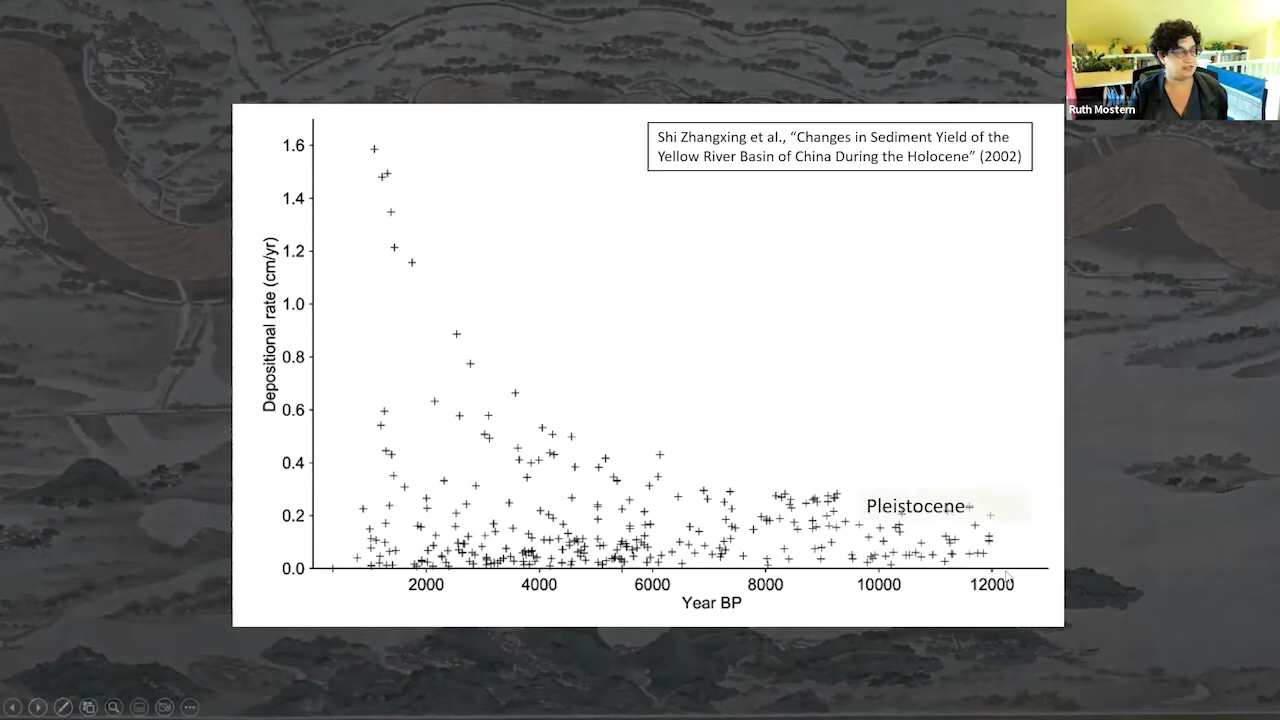 Ruth Mostern
Shi Zhangxing et al., “Changes in Sediment Yield of the
Yellow River Basin of China During the Holocene” (2002)
1.6
1.4
1.2
1.0
0.8
0.6
0.4
0.2
0.0
Depositional rate (cm/yr)
Pleistocene
2000
4000
6000
8000
10000
12000
Year BP